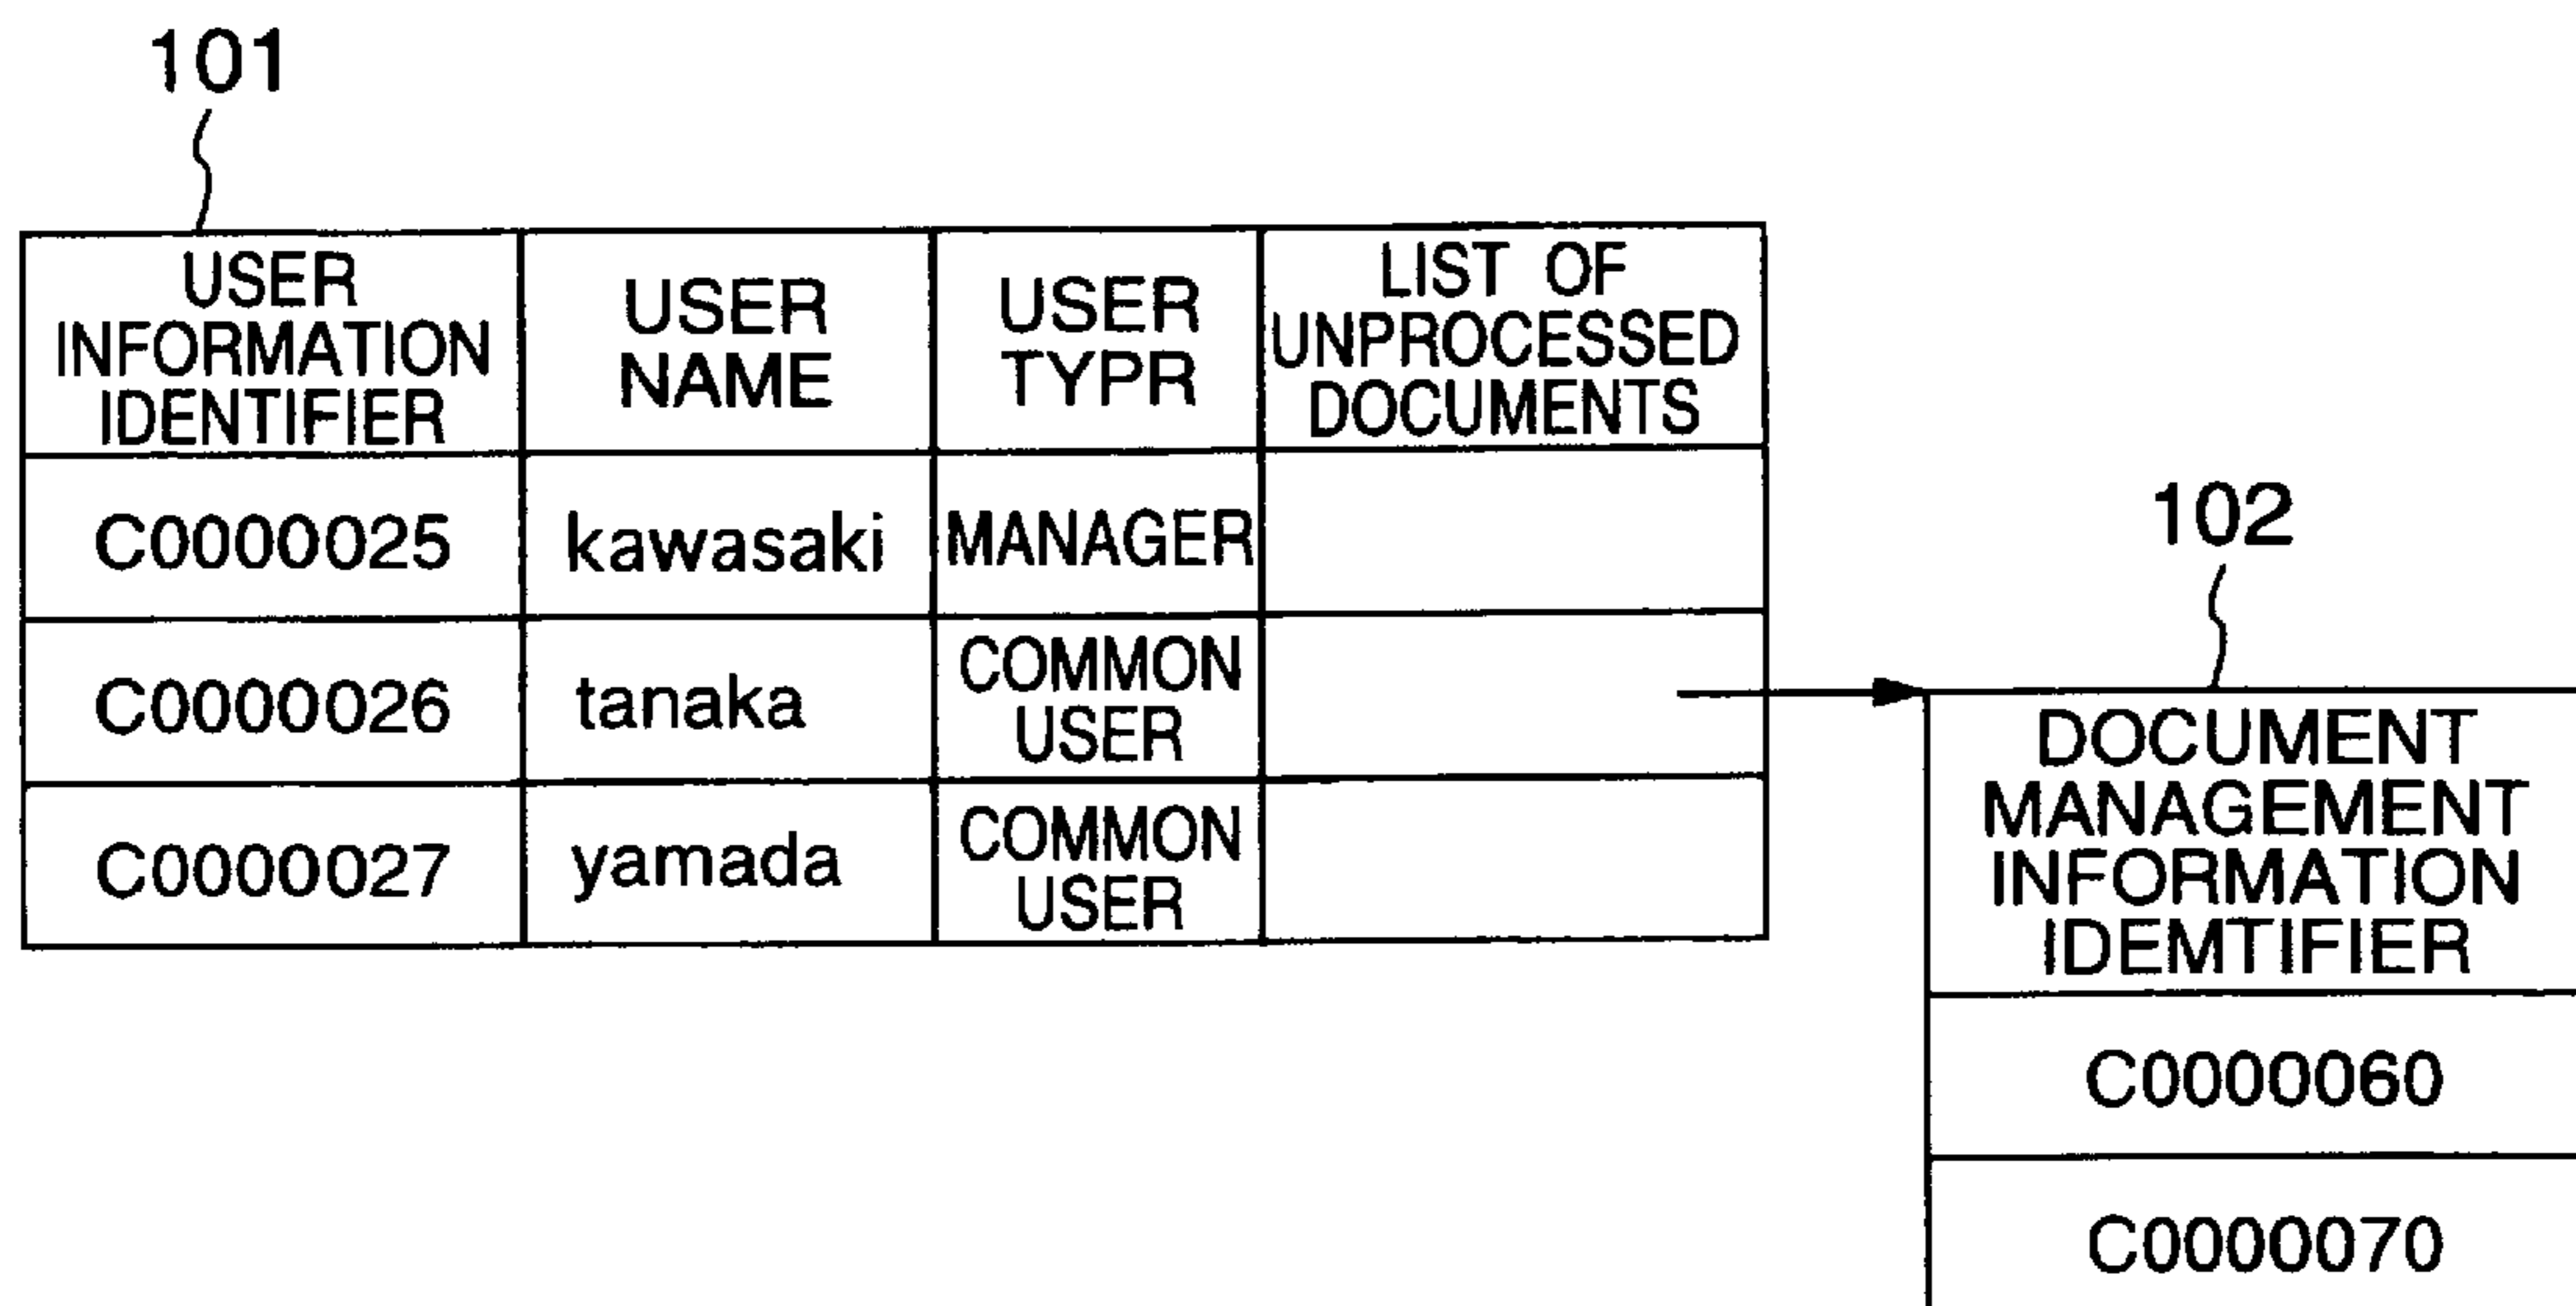 101
USER
INFORMATION
IDENTIFIER
USER
NAME
USER
TYPR
LIST OF
UNPROCESSED
DOCUMENTS
C0000025
kawasaki
MANAGER
C0000026
tanaka
COMMON
USER
C0000027
yamada
COMMON
USER
102
DOCUMENT
MANAGEMENT
INFORMATION
IDEMTIFIER
C0000060
C0000070